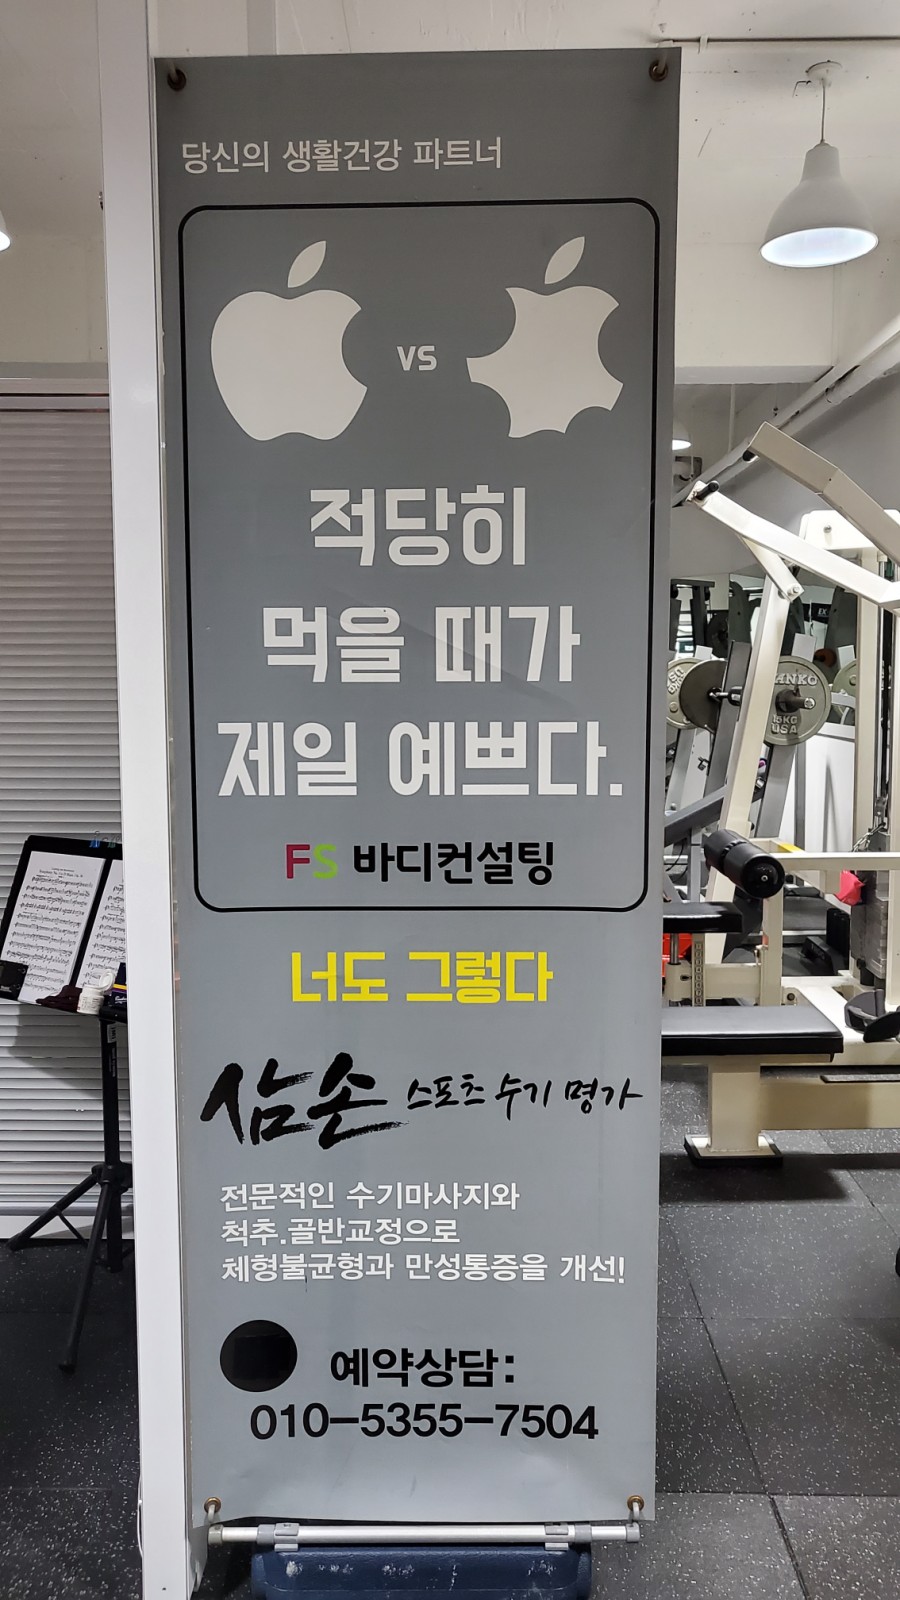 당신의 생활건강 파트너
vs
적당히
먹을 때가
제일 예쁘다.
FS 바디컨설팅
너도 그렇다
삼손 스포츠 수기 명가
전문적인 수기마사지와
척추.골반교정으로
체형불균형과 만성통증을 개선!
예약상담:
010-5355-7504
ANKO
15KG
USA